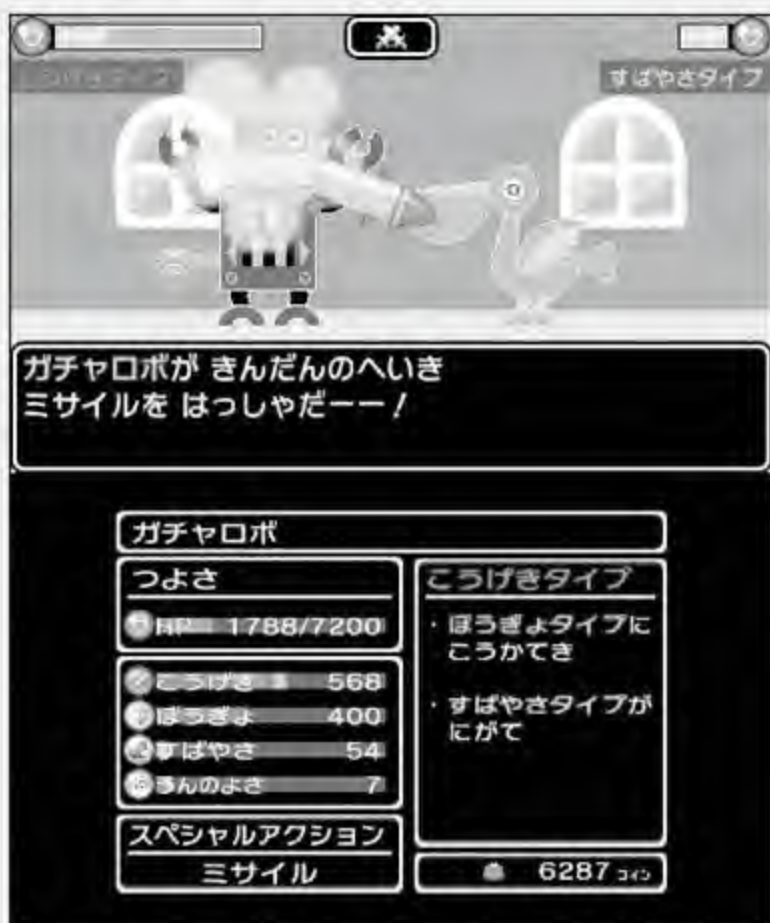 すばやさタイプ
ガチャロボが きんだんのへいき
ミサイルを はっしゃだーー!
ガチャロボ
つよさ
HP 1788/7200
こうげき 568
ぼうぎょ 400
すばやさ 54
うんのよさ 7
スペシャルアクション
ミサイル
こうげきタイプ
・ぼうぎょタイプに
こうかてき
・すばやさタイプが
にがて
6287 コイン